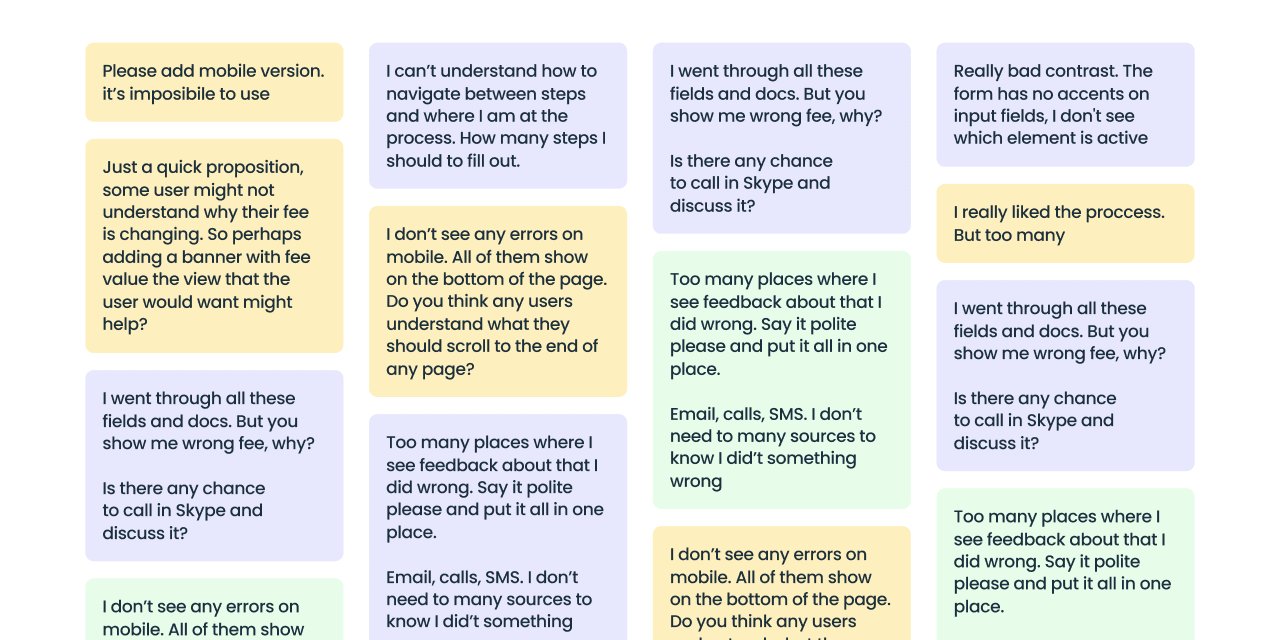 Please add mobile version.
it’s imposibile to use
Just a quick proposition,
some user might not
understand why their fee
is changing. So perhaps
adding a banner with fee
value the view that the
user would want might
help?
I went through all these
fields and docs. But you
show me wrong fee, why?
Is there any chance
to call in Skype and
discuss it?
I don’t see any errors on
mobile. All of them show
I can’t understand how to
navigate between steps
and where I am at the
process. How many steps I
should to fill out.
I don’t see any errors on
mobile. All of them show
on the bottom of the page.
Do you think any users
understand what they
should scroll to the end of
any page?
Too many places where I
see feedback about that I
did wrong. Say it polite
please and put it all in one
place.
Email, calls, SMS. I don’t
need to many sources to
know I did’t something
I went through all these
fields and docs. But you
show me wrong fee, why?
Is there any chance
to call in Skype and
discuss it?
Too many places where I
see feedback about that I
did wrong. Say it polite
please and put it all in one
place.
Email, calls, SMS. I don’t
need to many sources to
know I did’t something
wrong
I don’t see any errors on
mobile. All of them show
on the bottom of the page.
Do you think any users
Really bad contrast. The
form has no accents on
input fields, I don't see
which element is active
I really liked the proccess.
But too many
I went through all these
fields and docs. But you
show me wrong fee, why?
Is there any chance
to call in Skype and
discuss it?
Too many places where I
see feedback about that I
did wrong. Say it polite
please and put it all in one
place.